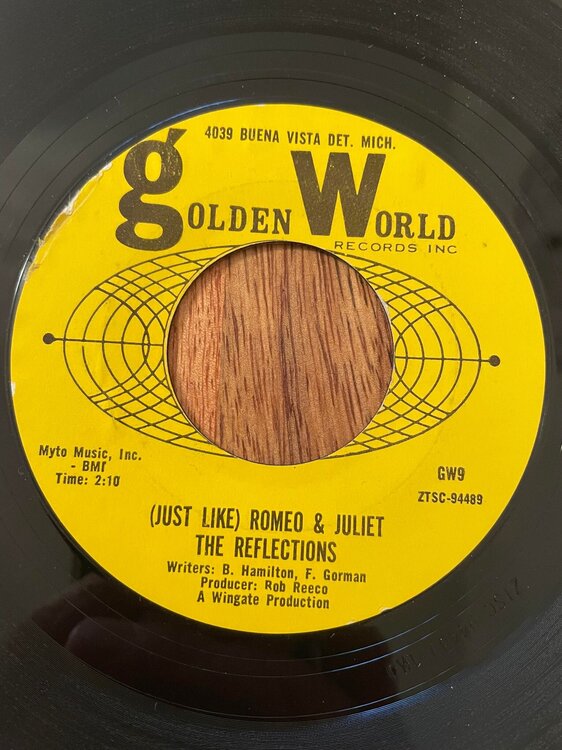 4039 BUENA VISTA DET. MICH.
gOLDEN WORLD
RECORDS INC
Myto Music, Inc.
- BMI
Time: 2:10
GW9
ZTSC-94489
(JUST LIKE) ROMEO & JULIET
THE REFLECTIONS
Writers: B. Hamilton, F. Gorman
Producer: Rob Reeco
A Wingate Production